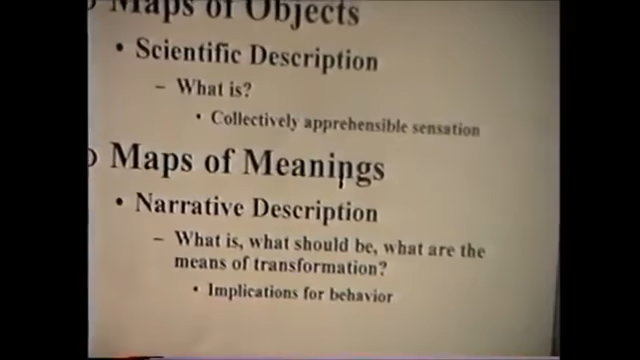 Maps of Objects
• Scientific Description
– What is?
• Collectively apprehensible sensation
Maps of Meanings
• Narrative Description
– What is, what should be, what are the
means of transformation?
• Implications for behavior